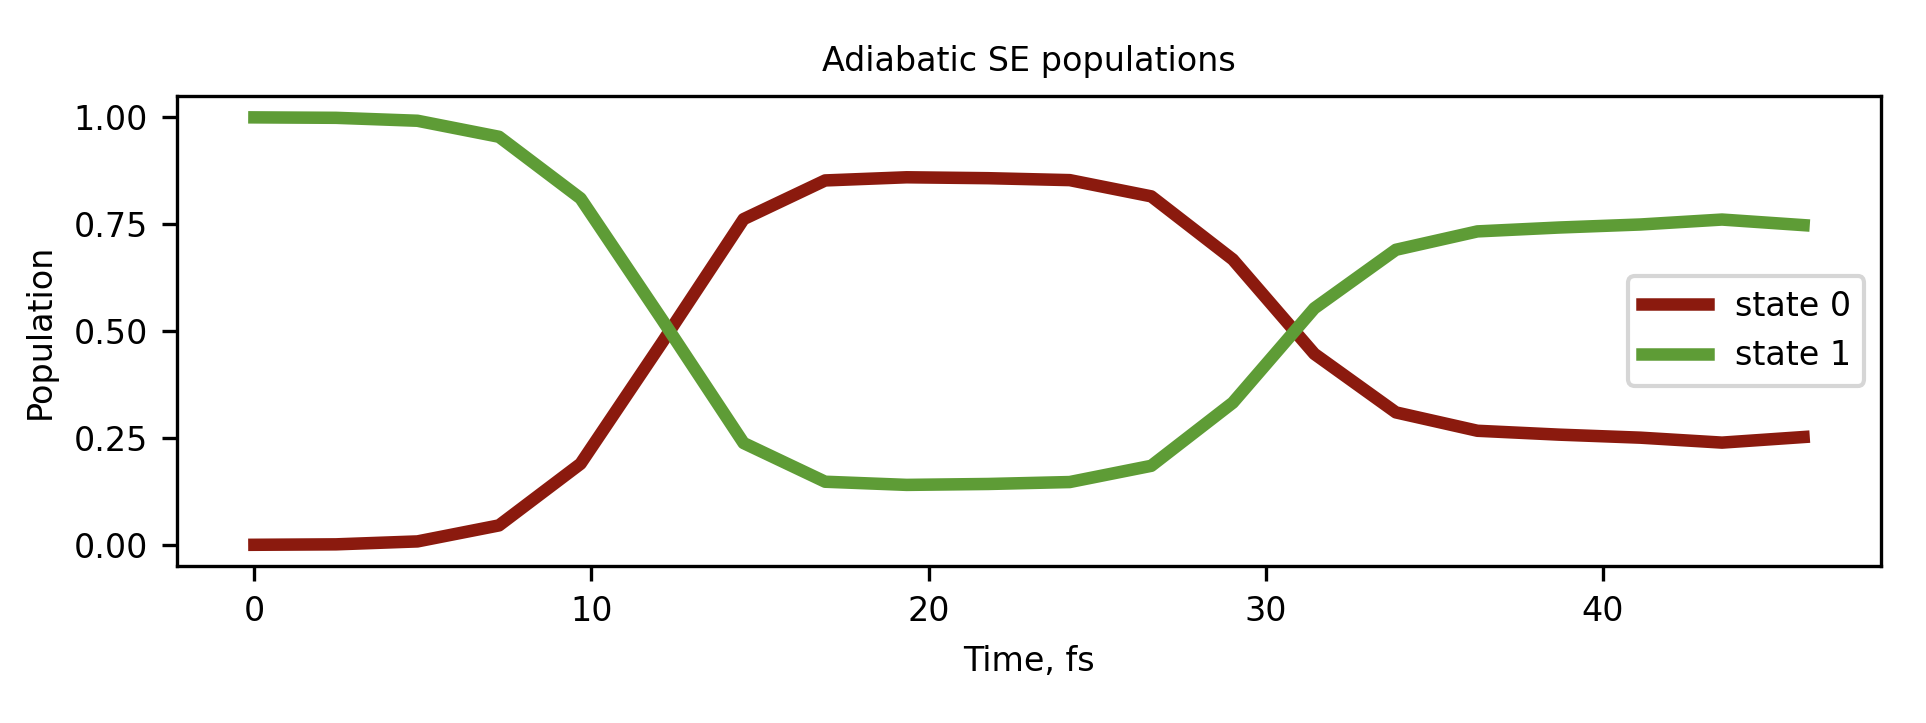 Adiabatic SE populations
1.00
0.75
0.50
0.25
0.00
Population
state 0
state 1
0 10 20 30 40
Time, fs